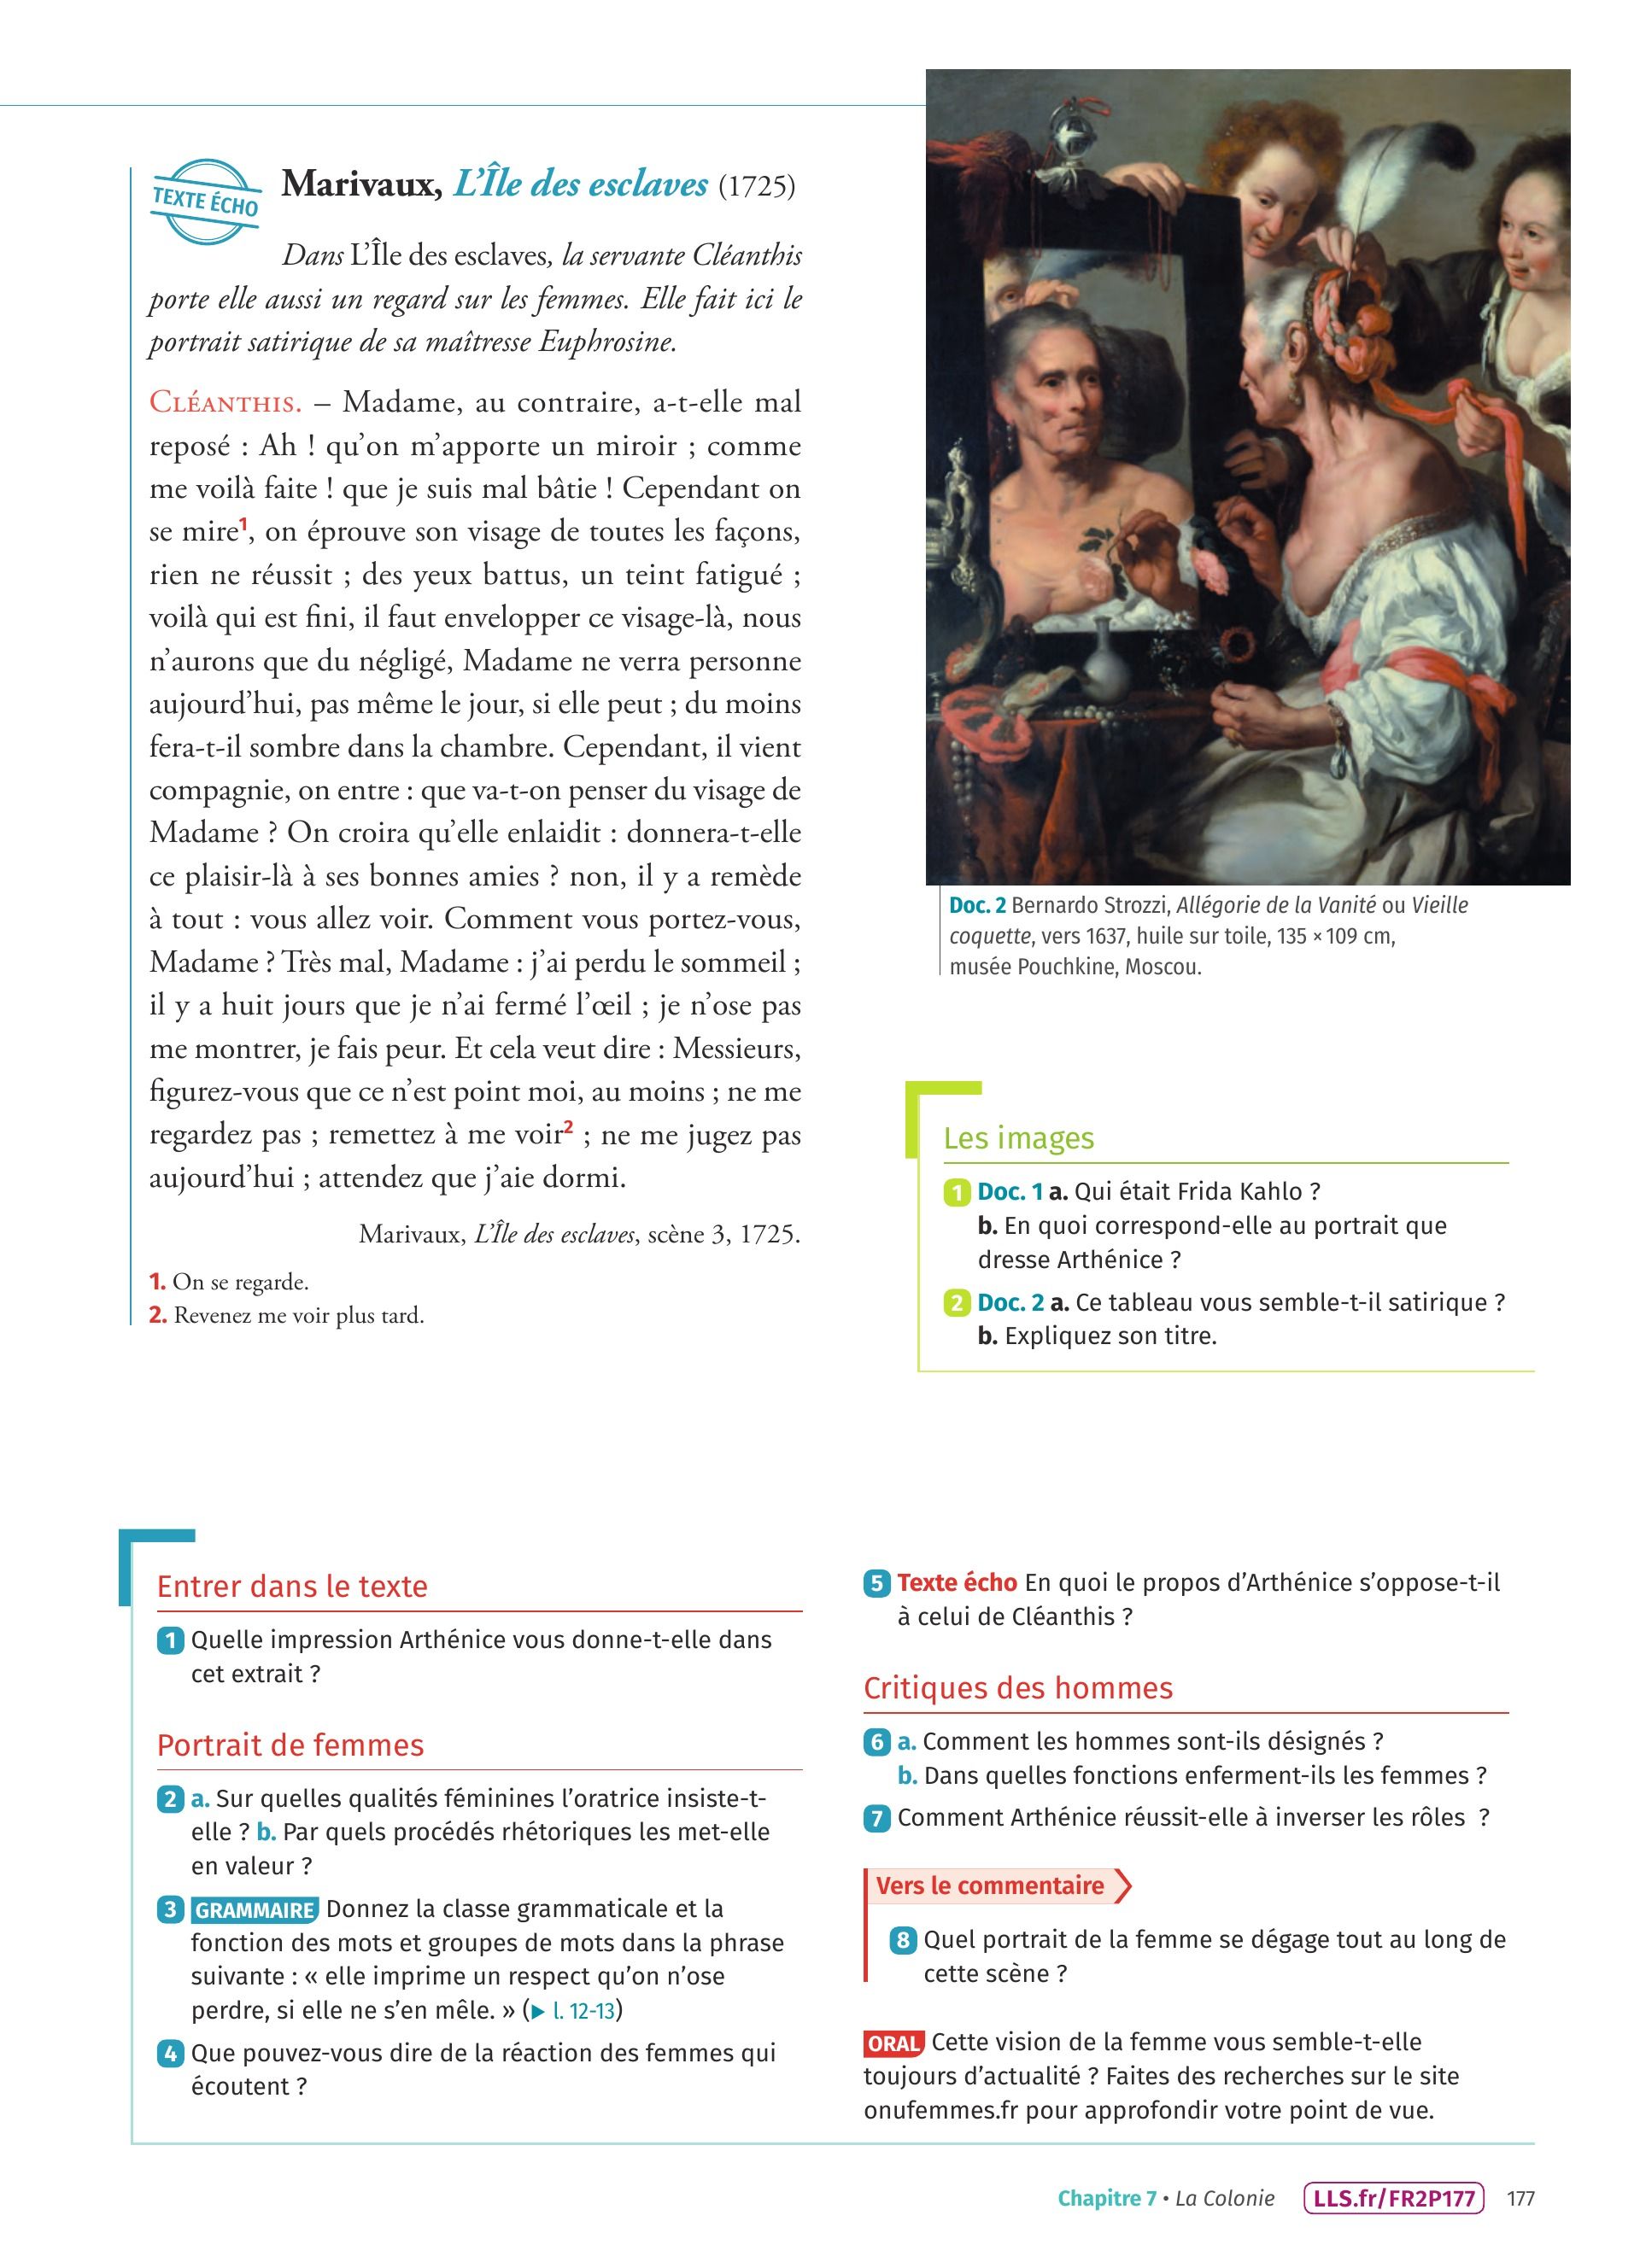 TEXTE ÉCHO
Marivaux, L’Île des esclaves (1725)
Dans L’Île des esclaves, la servante Cléanthis
porte elle aussi un regard sur les femmes. Elle fait ici le
portrait satirique de sa maîtresse Euphrosine.
CLÉANTHIS. – Madame, au contraire, a-t-elle mal
reposé : Ah ! qu’on m’apporte un miroir ; comme
me voilà faite ! que je suis mal bâtie ! Cependant on
se mire1, on éprouve son visage de toutes les façons,
rien ne réussit ; des yeux battus, un teint fatigué ;
voilà qui est fini, il faut envelopper ce visage-là, nous
n’aurons que du négligé, Madame ne verra personne
aujourd’hui, pas même le jour, si elle peut ; du moins
fera-t-il sombre dans la chambre. Cependant, il vient
compagnie, on entre : que va-t-on penser du visage de
Madame ? On croira qu’elle enlaidit : donnera-t-elle
ce plaisir-là à ses bonnes amies ? non, il y a remède
à tout : vous allez voir. Comment vous portez-vous,
Madame ? Très mal, Madame : j’ai perdu le sommeil ;
il y a huit jours que je n’ai fermé l’œil ; je n’ose pas
me montrer, je fais peur. Et cela veut dire : Messieurs,
figurez-vous que ce n’est point moi, au moins ; ne me
regardez pas ; remettez à me voir2 ; ne me jugez pas
aujourd’hui ; attendez que j’aie dormi.
Marivaux, L’Île des esclaves, scène 3, 1725.
1. On se regarde.
2. Revenez me voir plus tard.
Doc. 2 Bernardo Strozzi, Allégorie de la Vanité ou Vieille
coquette, vers 1637, huile sur toile, 135 × 109 cm,
musée Pouchkine, Moscou.
Les images
1 Doc. 1 a. Qui était Frida Kahlo ?
b. En quoi correspond-elle au portrait que
dresse Arthénice ?
2 Doc. 2 a. Ce tableau vous semble-t-il satirique ?
b. Expliquez son titre.
Entrer dans le texte
1 Quelle impression Arthénice vous donne-t-elle dans
cet extrait ?
Portrait de femmes
2 a. Sur quelles qualités féminines l’oratrice insiste-t-
elle ? b. Par quels procédés rhétoriques les met-elle
en valeur ?
3 GRAMMAIRE Donnez la classe grammaticale et la
fonction des mots et groupes de mots dans la phrase
suivante : « elle imprime un respect qu’on n’ose
perdre, si elle ne s’en mêle. » (▶ l. 12-13)
4 Que pouvez-vous dire de la réaction des femmes qui
écoutent ?
5 Texte écho En quoi le propos d’Arthénice s’oppose-t-il
à celui de Cléanthis ?
Critiques des hommes
6 a. Comment les hommes sont-ils désignés ?
b. Dans quelles fonctions enferment-ils les femmes ?
7 Comment Arthénice réussit-elle à inverser les rôles ?
Vers le commentaire
8 Quel portrait de la femme se dégage tout au long de
cette scène ?
ORAL Cette vision de la femme vous semble-t-elle
toujours d’actualité ? Faites des recherches sur le site
onufemmes.fr pour approfondir votre point de vue.
Chapitre 7 • La Colonie LLS.fr/FR2P177 177